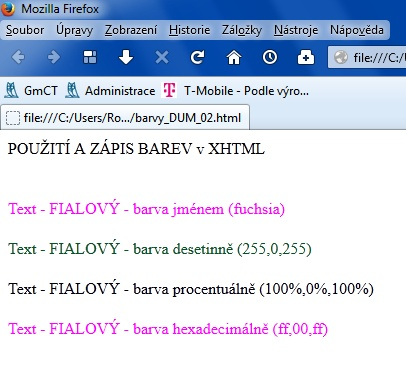 Mozilla Firefox
Soubor Úpravy Zobrazení Historie Záložky Nástroje Nápověda
file:///C:/Us
GmCT Administrace T-Mobile - Podle výro...
file:///C:/Users/Ro.../barvy_DUM_02.html
POUŽITÍ A ZÁPIS BAREV v XHTML
Text - FIALOVÝ - barva jménem (fuchsia)
Text - FIALOVÝ - barva desetinně (255,0,255)
Text - FIALOVÝ - barva procentuálně (100%,0%,100%)
Text - FIALOVÝ - barva hexadecimálně (ff,00,ff)